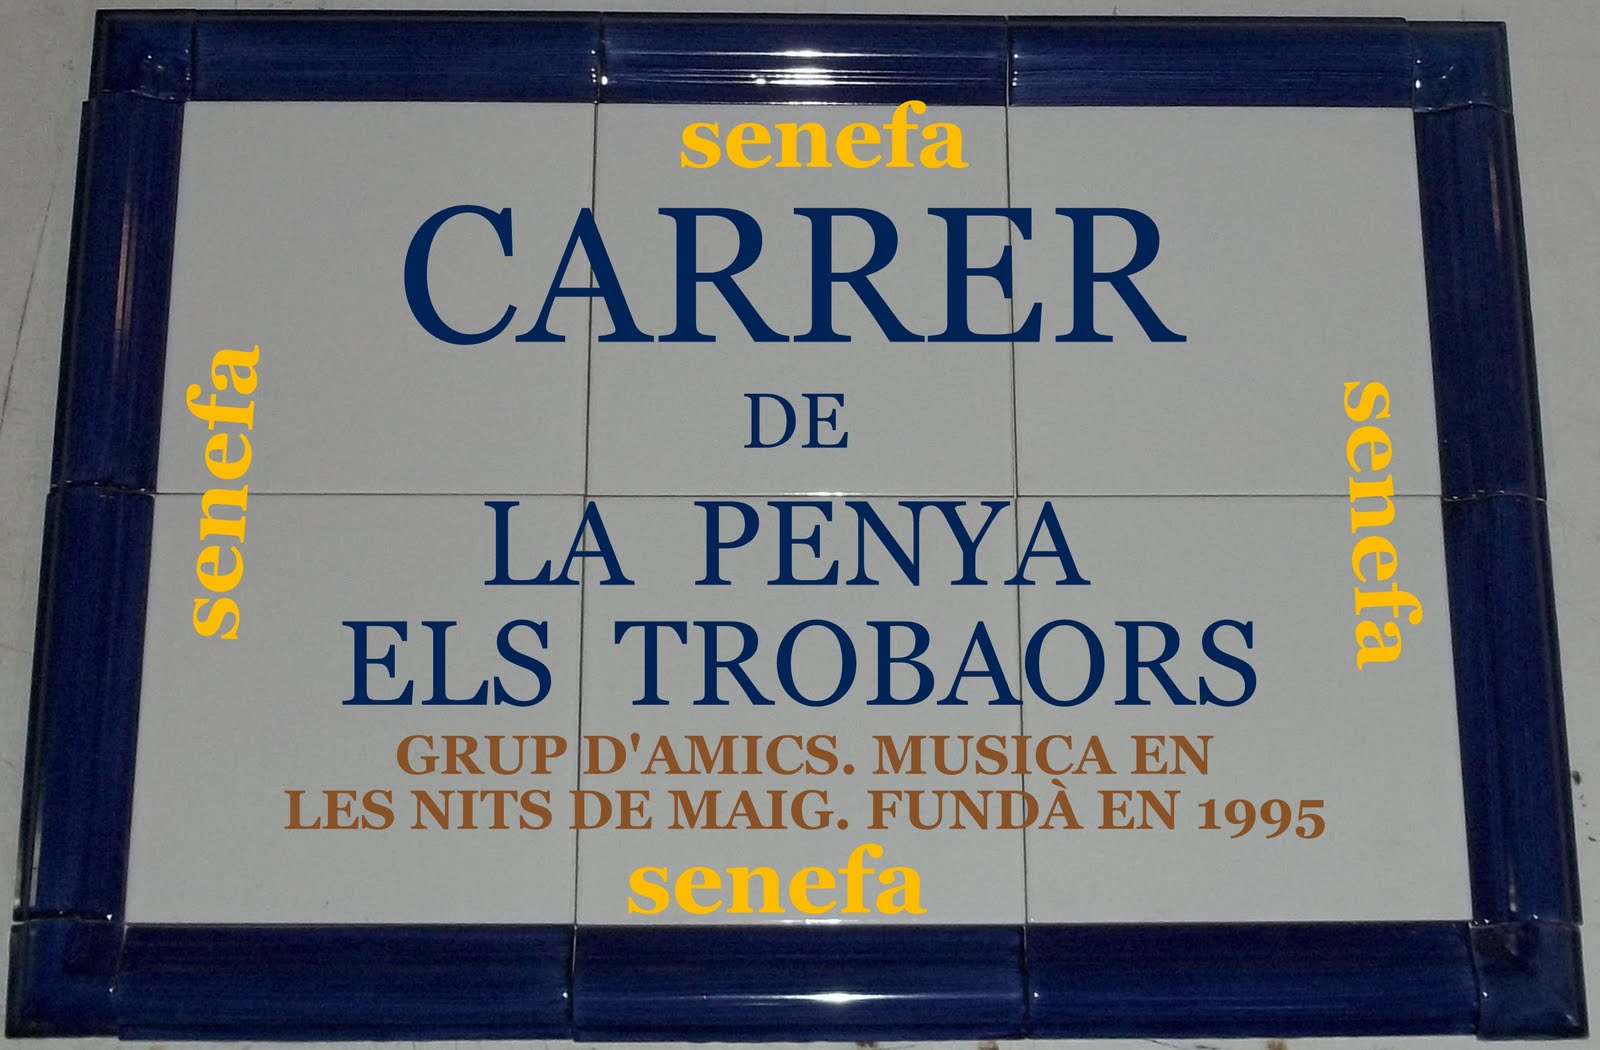 senefa
CARRER
DE
senefa
senefa
LA PENYA
ELS TROBAORS
GRUP D'AMICS. MUSICA EN
LES NITS DE MAIG. FUNDÀ EN 1995
senefa